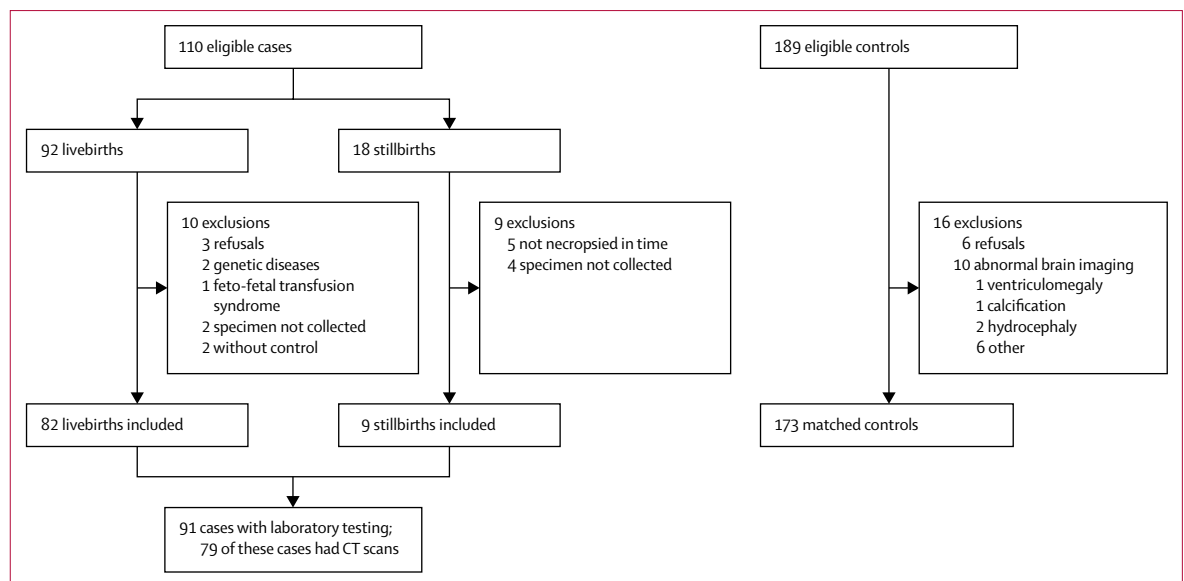 110 eligible cases
189 eligible controls
92 livebirths
18 stillbirths
10 exclusions
3 refusals
2 genetic diseases
1 feto-fetal transfusion
syndrome
2 specimen not collected
2 without control
9 exclusions
5 not necropsied in time
4 specimen not collected
16 exclusions
6 refusals
10 abnormal brain imaging
1 ventriculomegaly
1 calcification
2 hydrocephaly
6 other
82 livebirths included
9 stillbirths included
173 matched controls
91 cases with laboratory testing;
79 of these cases had CT scans